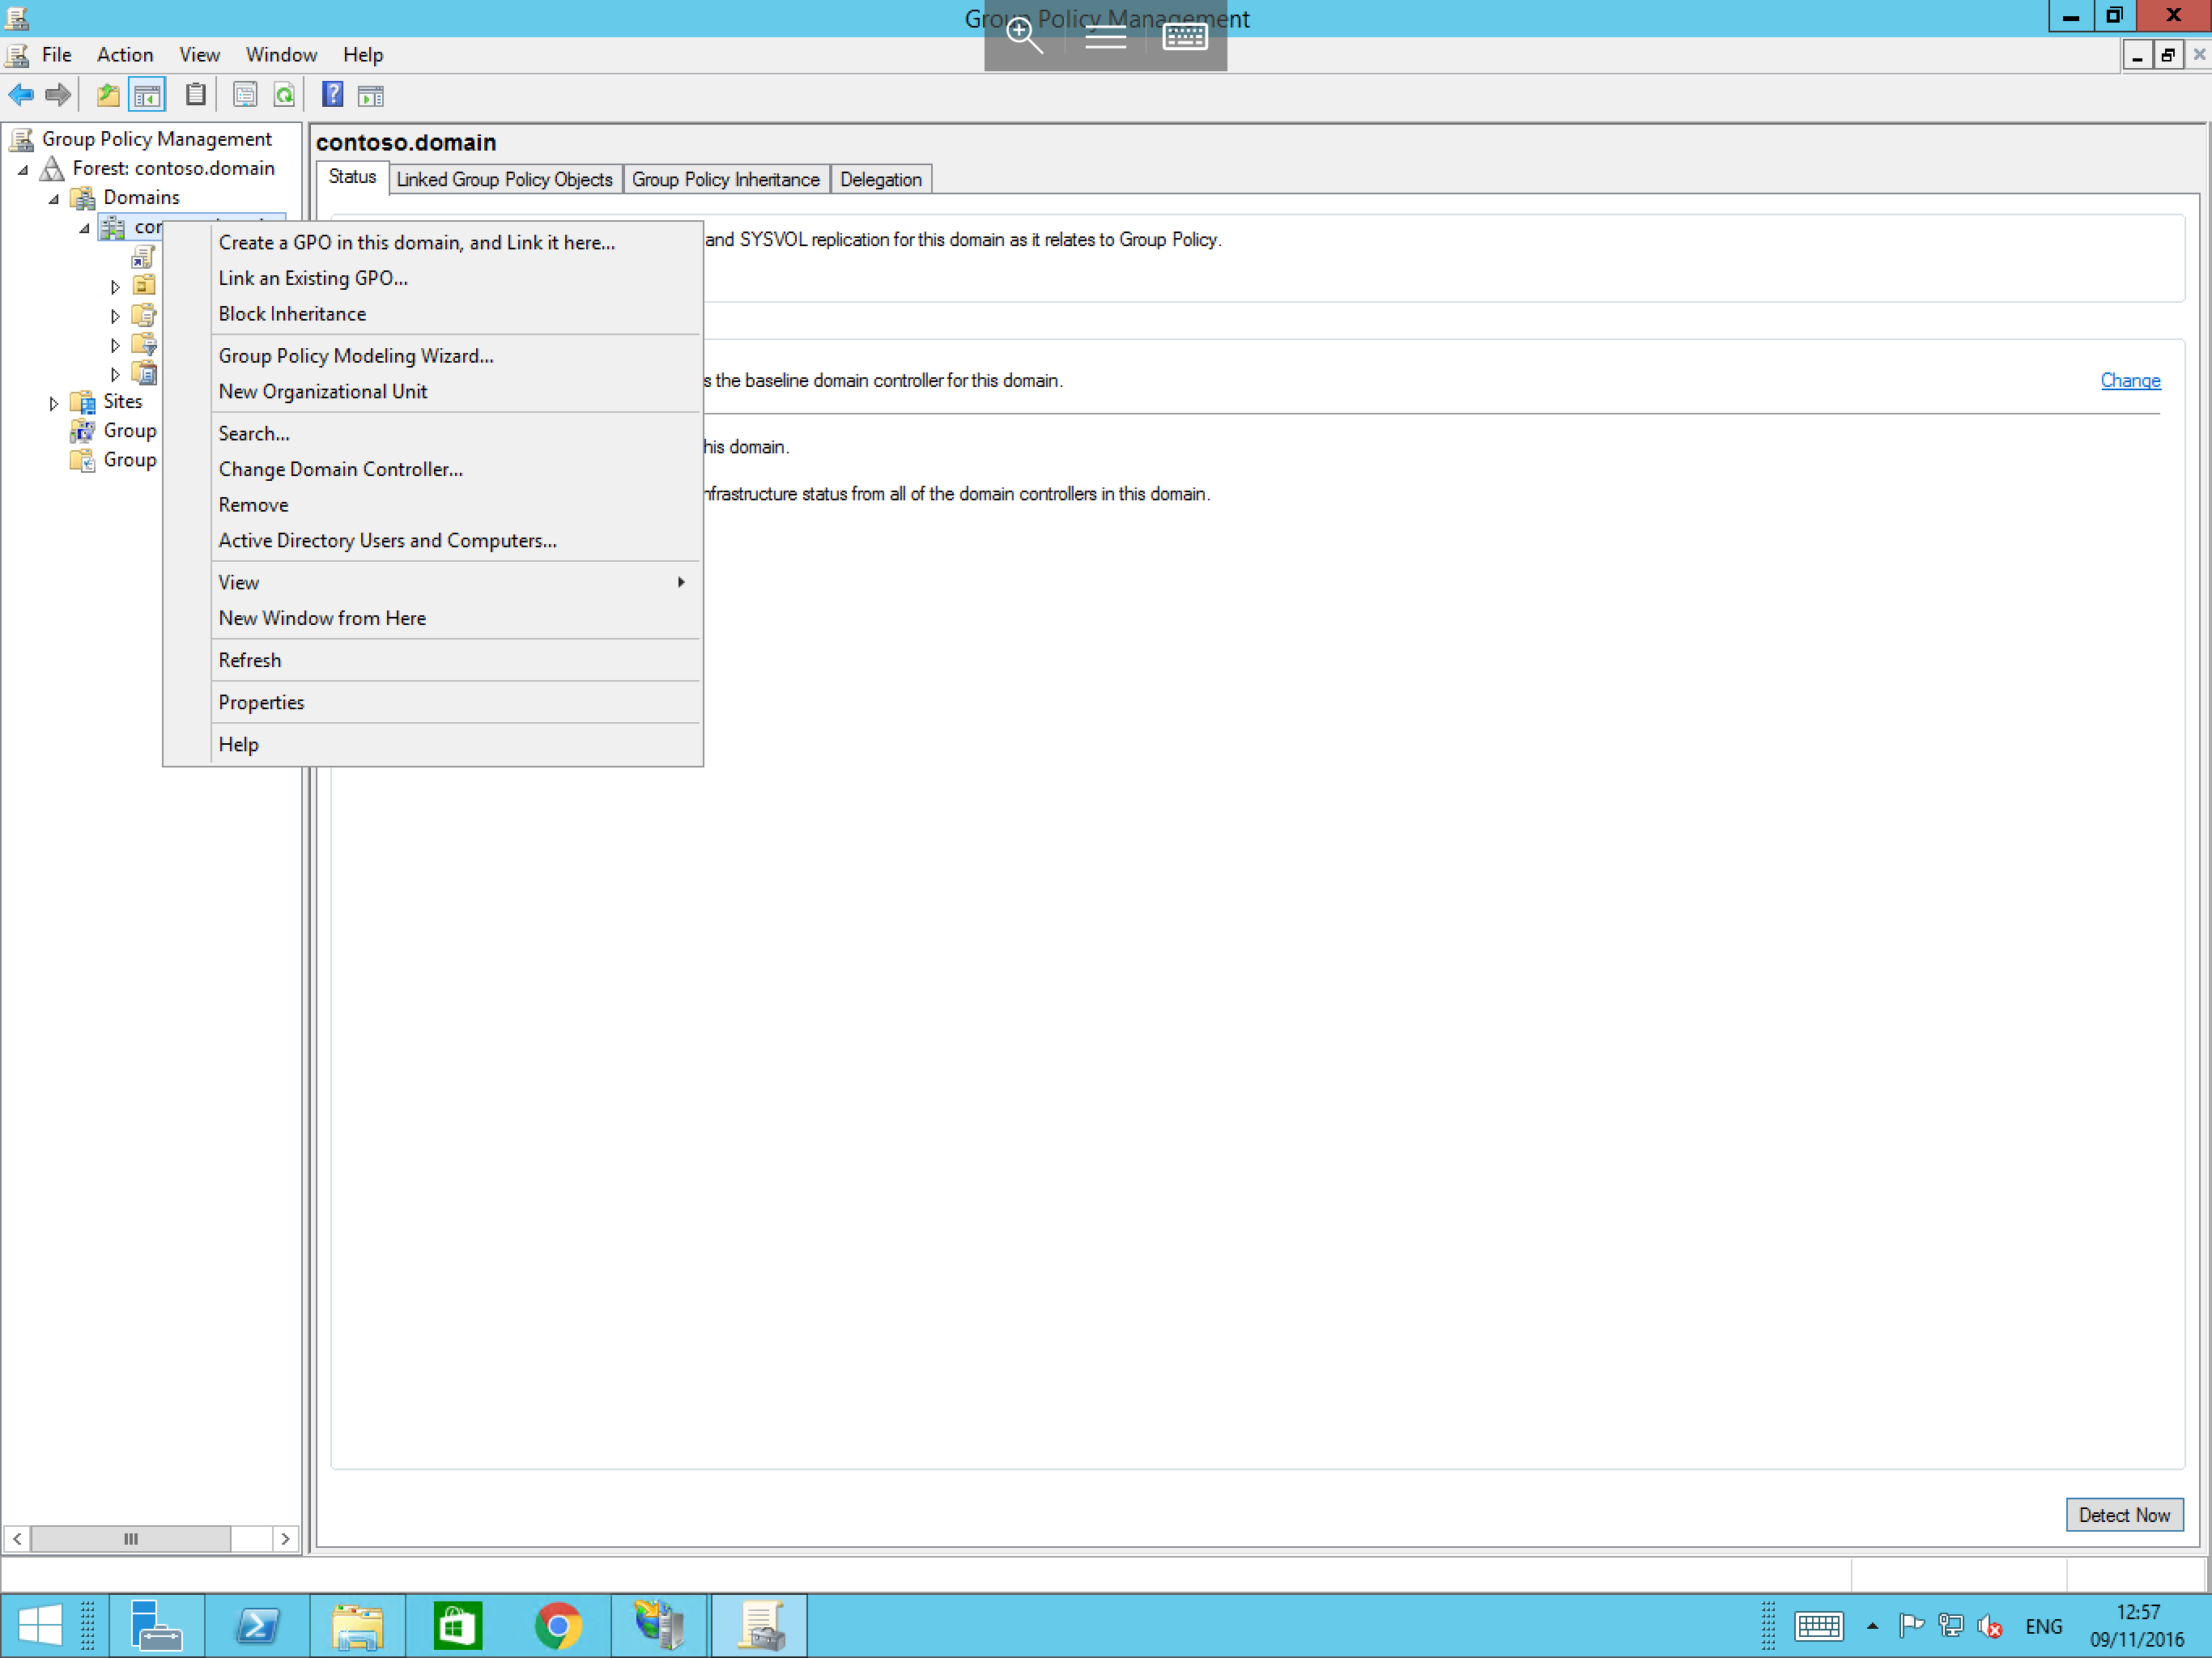 Group Policy Management
File Action View Window Help
Group Policy Management
Forest: contoso.domain
Domains
Sites
Group
Group
contoso.domain
Status Linked Group Policy Objects Group Policy Inheritance Delegation
and SYSVOL replication for this domain as it relates to Group Policy.
the baseline domain controller for this domain.
Change
this domain.
infrastructure status from all of the domain controllers in this domain.
Create a GPO in this domain, and Link it here...
Link an Existing GPO...
Block Inheritance
Group Policy Modeling Wizard...
New Organizational Unit
Search...
Change Domain Controller...
Remove
Active Directory Users and Computers...
View
New Window from Here
Refresh
Properties
Help
Detect Now
ENG
12:57
09/11/2016